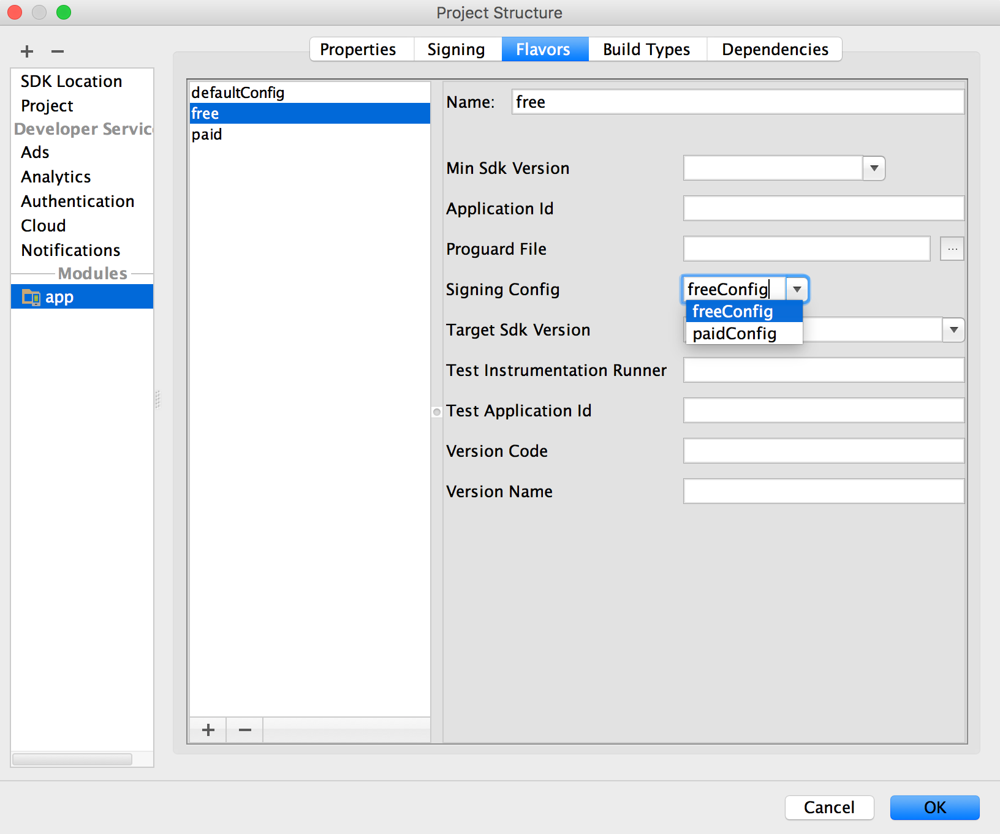 Project Structure
Properties
Signing
Flavors
Build Types
Dependencies
SDK Location
Project
Developer Servic
Ads
Analytics
Authentication
Cloud
Notifications
Modules
app
defaultConfig
free
paid
Name:
free
Min Sdk Version
Application Id
Proguard File
...
Signing Config
freeConfig
freeConfig
paidConfig
Target Sdk Version
Test Instrumentation Runner
Test Application Id
Version Code
Version Name
Cancel
OK